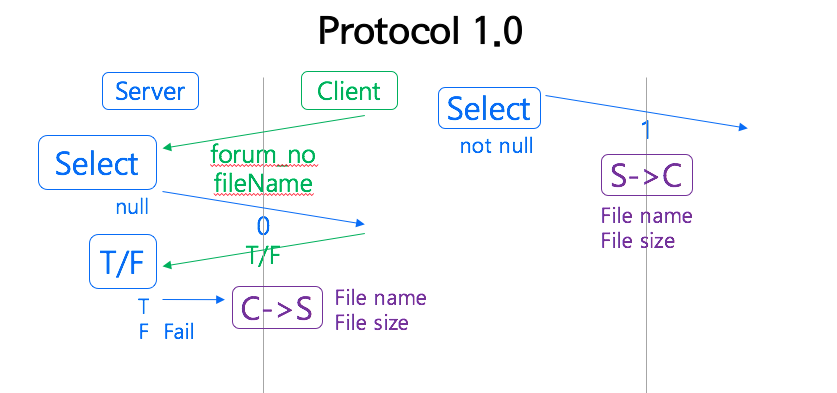 Protocol 1.0
Server
Client
Select
forum_no
fileName
null
0
T/F
T/F
T
F Fail
C->S
File name
File size
Select
not null
1
S->C
File name
File size